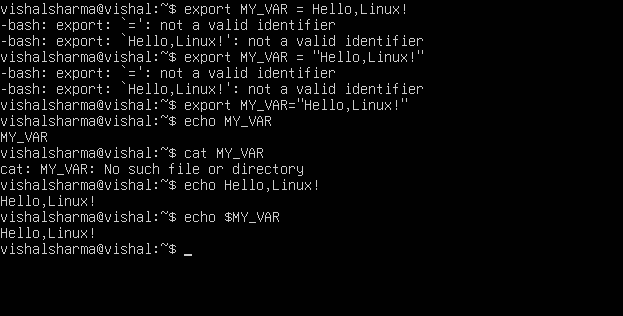 vishalsharma@vishal:~$ export MY_VAR = Hello,Linux!
-bash: export: `=': not a valid identifier
-bash: export: `Hello,Linux!': not a valid identifier
vishalsharma@vishal:~$ export MY_VAR = "Hello,Linux!"
-bash: export: `=': not a valid identifier
-bash: export: `Hello,Linux!': not a valid identifier
vishalsharma@vishal:~$ export MY_VAR="Hello,Linux!"
vishalsharma@vishal:~$ echo MY_VAR
MY_VAR
vishalsharma@vishal:~$ cat MY_VAR
cat: MY_VAR: No such file or directory
vishalsharma@vishal:~$ echo Hello,Linux!
Hello,Linux!
vishalsharma@vishal:~$ echo $MY_VAR
Hello,Linux!
vishalsharma@vishal:~$ _